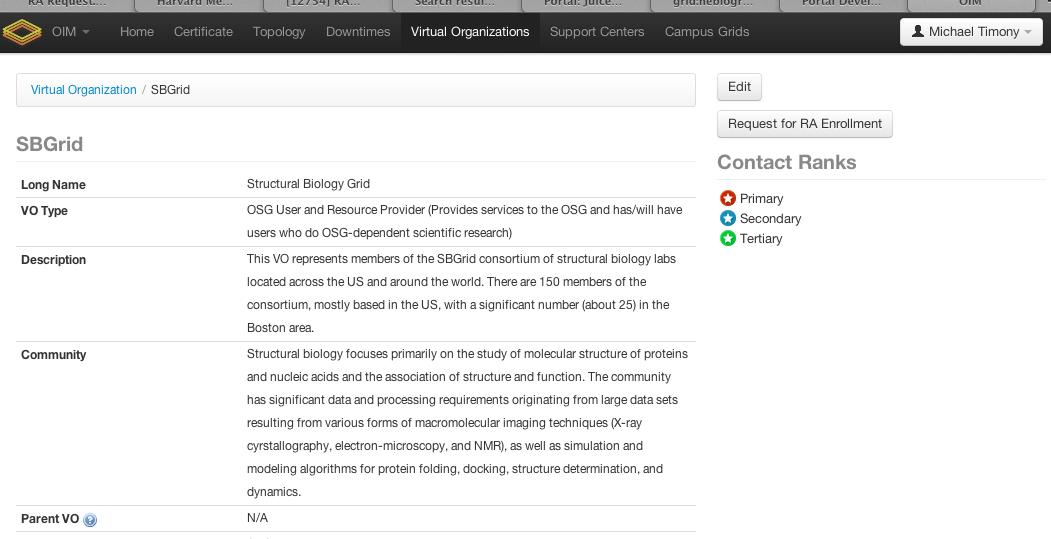 RA Request...
Harvard Me...
[12754] RA...
Search resul...
Portal: Juice...
grid:nebiogr...
Portal Devel...
OIM
OIM Home Certificate Topology Downtimes Virtual Organizations Support Centers Campus Grids Michael Timony
Virtual Organization / SBGrid
Edit
Request for RA Enrollment
SBGrid
Contact Ranks
Primary
Secondary
Tertiary
Long Name Structural Biology Grid
VO Type OSG User and Resource Provider (Provides services to the OSG and has/will have
users who do OSG-dependent scientific research)
Description This VO represents members of the SBGrid consortium of structural biology labs
located across the US and around the world. There are 150 members of the
consortium, mostly based in the US, with a significant number (about 25) in the
Boston area.
Community Structural biology focuses primarily on the study of molecular structure of proteins
and nucleic acids and the association of structure and function. The community
has significant data and processing requirements originating from large data sets
resulting from various forms of macromolecular imaging techniques (X-ray
cyrstallography, electron-microscopy, and NMR), as well as simulation and
modeling algorithms for protein folding, docking, structure determination, and
dynamics.
Parent VO ? N/A